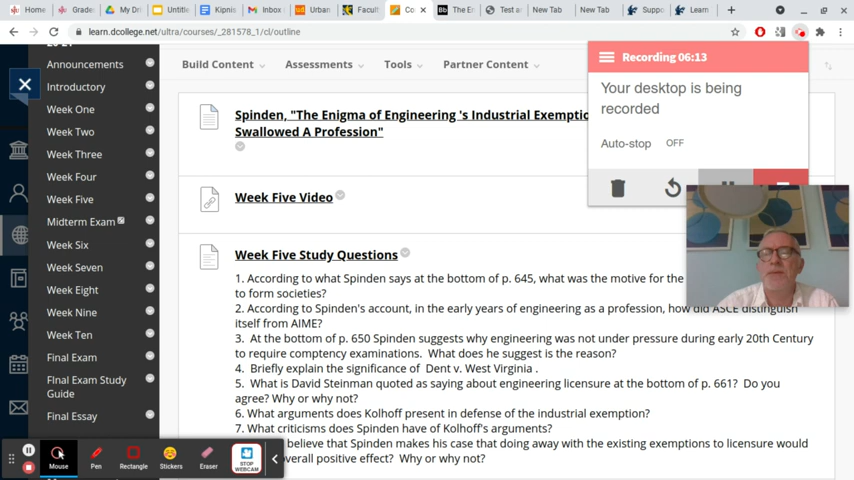 Home
Grade
My Driv
Untitle
Kipnis
Inbox
Urban
Facult
Co
The En
Test an
New Tab
New Tab
Suppo
Learn
learn.dcollege.net/ultra/courses/_281578_1/cl/outline
Announcements
Introductory
Week One
Week Two
Week Three
Week Four
Week Five
Midterm Exam
Week Six
Week Seven
Week Eight
Week Nine
Week Ten
FInal Exam
FInal Exam Study
Guide
Final Essay
Build Content
Assessments
Tools
Partner Content
Spinden, "The Enigma of Engineering 's Industrial Exemptio
Swallowed A Profession"
Week Five Video
Week Five Study Questions
1. According to what Spinden says at the bottom of p. 645, what was the motive for the
to form societies?
2. According to Spinden's account, in the early years of engineering as a profession, how did ASCE distinguish
itself from AIME?
3. At the bottom of p. 650 Spinden suggests why engineering was not under pressure during early 20th Century
to require comptency examinations. What does he suggest is the reason?
4. Briefly explain the significance of Dent v. West Virginia .
5. What is David Steinman quoted as saying about engineering licensure at the bottom of p. 661? Do you
agree? Why or why not?
6. What arguments does Kolhoff present in defense of the industrial exemption?
7. What criticisms does Spinden have of Kolhoff's arguments?
believe that Spinden makes his case that doing away with the existing exemptions to licensure would
overall positive effect? Why or why not?
Recording 06:13
Your desktop is being
recorded
Auto-stop OFF
Mouse
Pen
Rectangle
Stickers
Eraser
STOP
WEBCAM